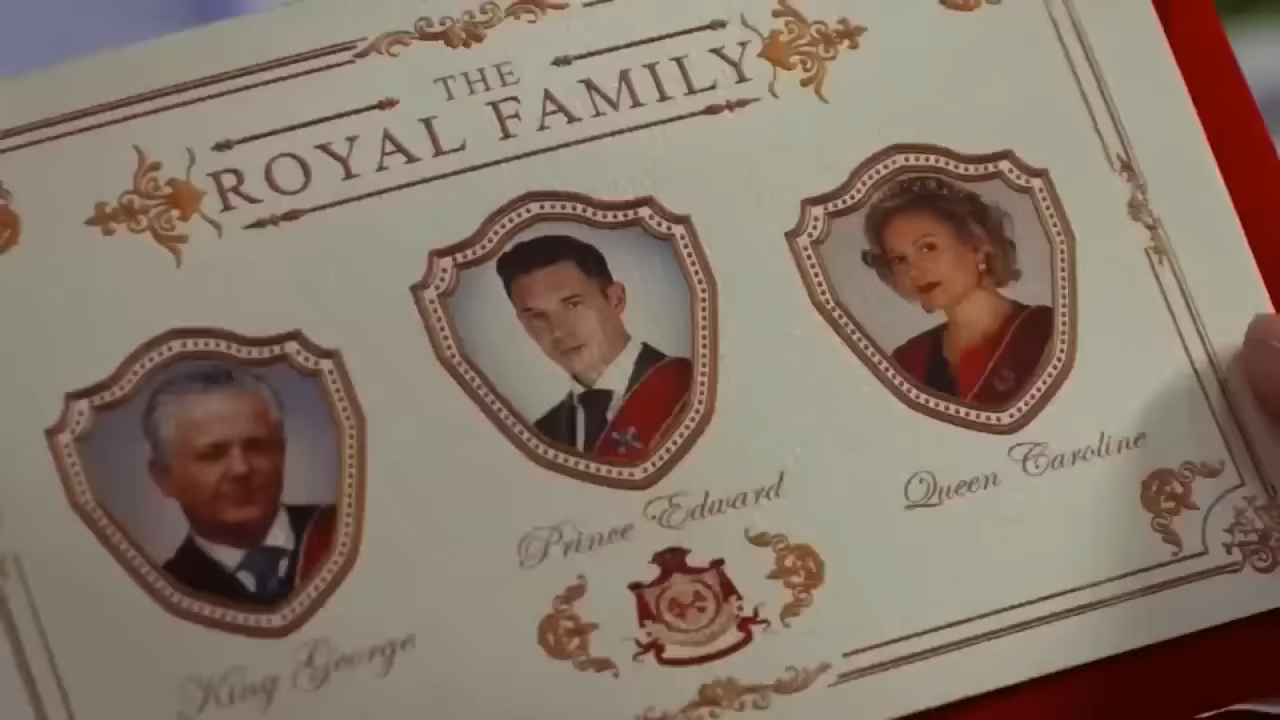 THE
ROYAL FAMILY
King George
Prince Edward
Queen Caroline